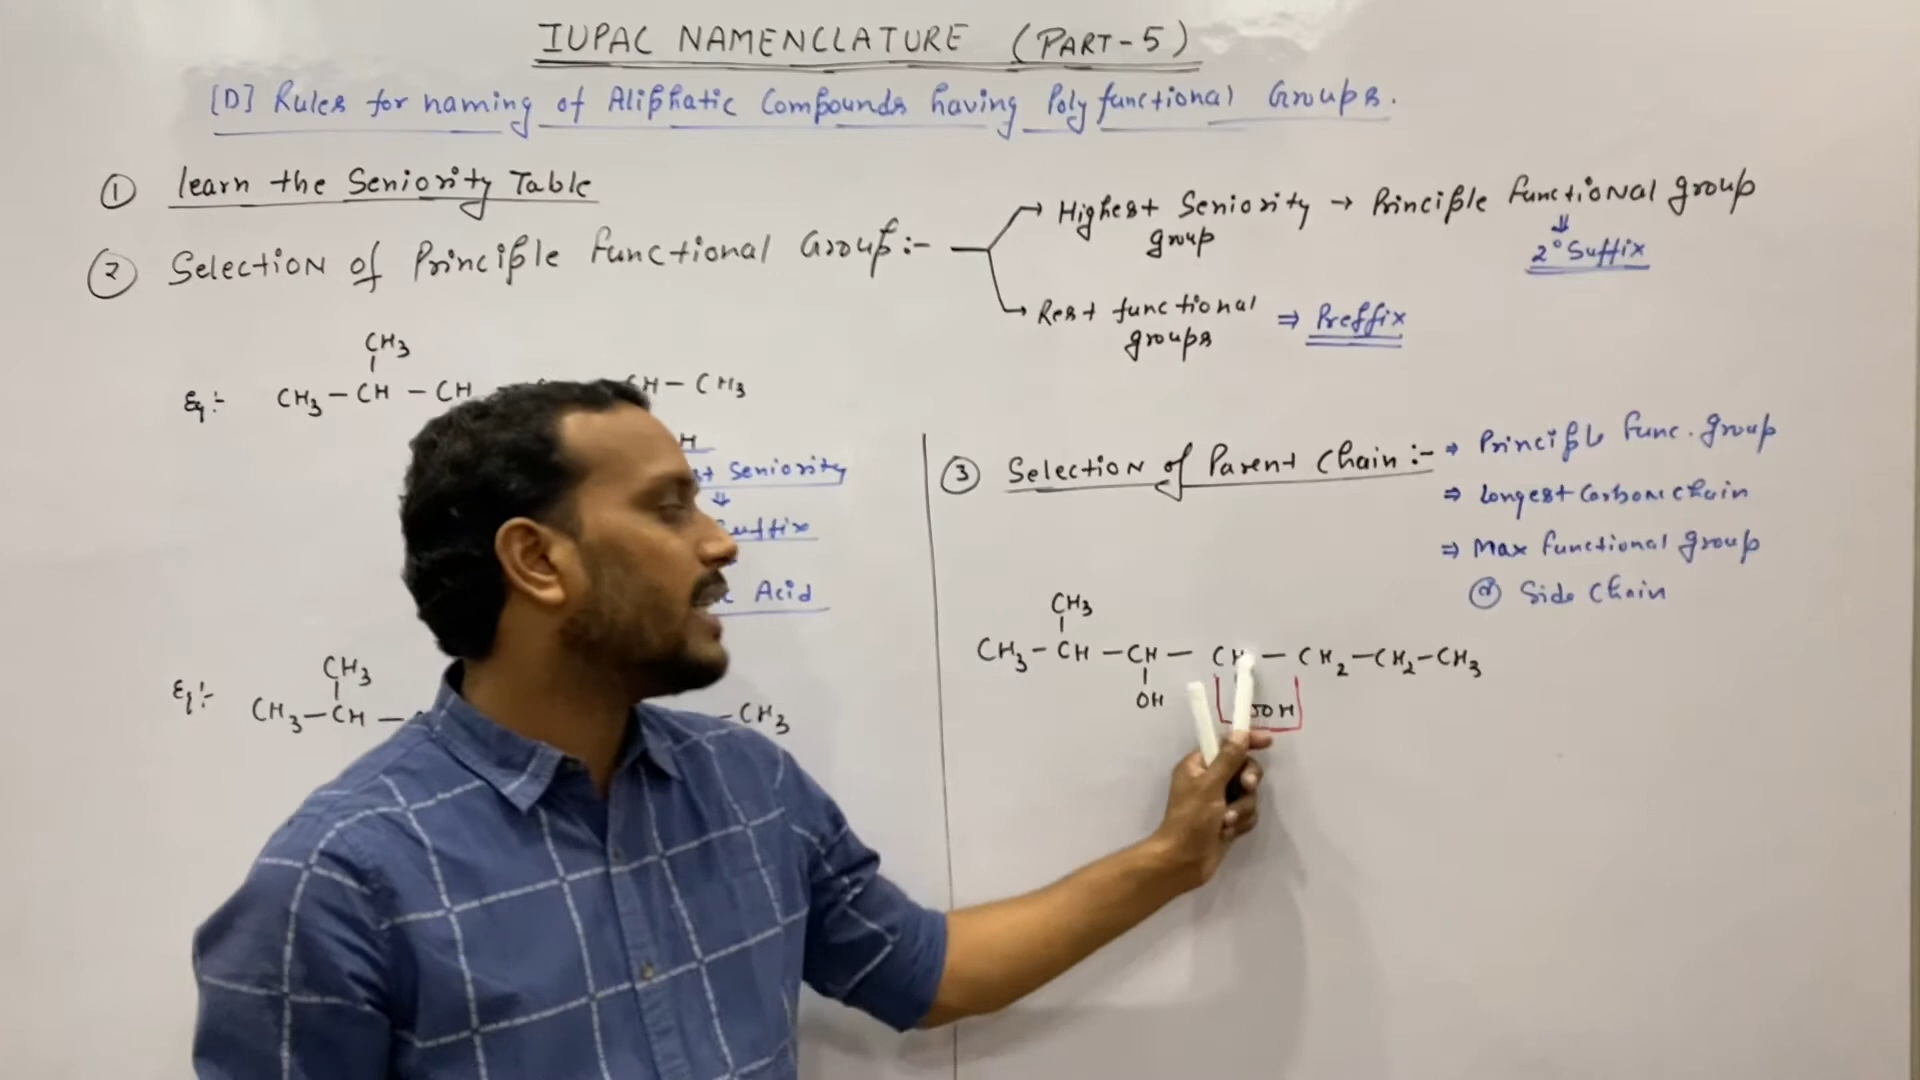 IUPAC NAMENCLATURE (PART-5)
[D] Rules for naming of Aliphatic Compounds having Poly functional Groups.
① learn the Seniority Table
② Selection of Principle Functional Group:-
→ Highest Seniority group → Principle Functional group
⇓
2° Suffix
→ Rest functional groups ⇒ Preffix
CH3
Eg:- CH3 – CH – CH – CH – CH3
H
Seniority
⇓
Suffix
Acid
CH3
Eg:- CH3 – CH – – CH3
③ Selection of Parent Chain:- → Principle Func. group
⇒ Longest Carbon chain
⇒ Max functional group
@ Side Chain
CH3
CH3 – CH – CH – CH – CH2 – CH2 – CH3
OH OOH